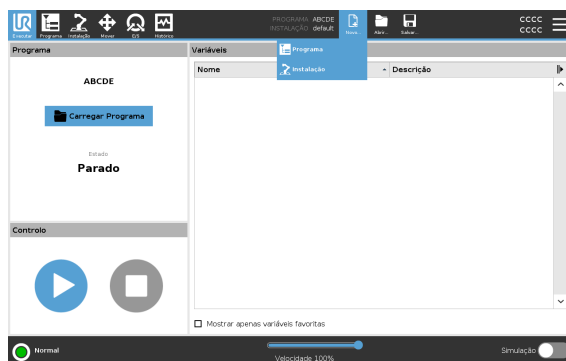 UR
Executar
Programa
Instalação
Mover
E/S
Histórico
PROGRAMA ABCDE
INSTALAÇÃO default
Novo...
Abrir...
Salvar...
CCCC
CCCC
Programa
Instalação
Programa
ABCDE
Carregar Programa
Estado
Parado
Controlo
Variáveis
Nome
Descrição
Mostrar apenas variáveis favoritas
Normal
Velocidade 100%
Simulação